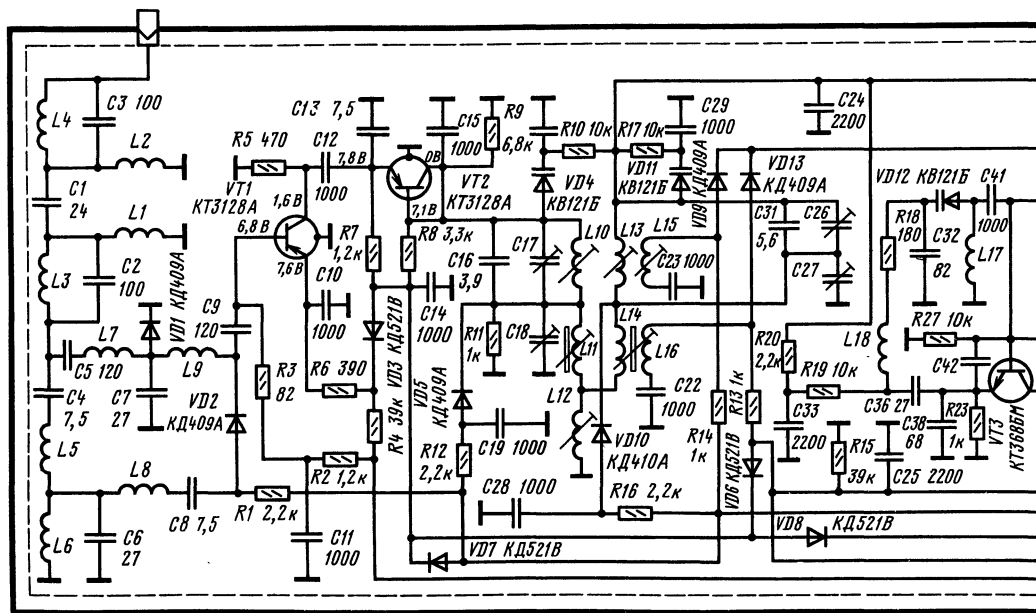 C3 100
L4
L2
C1
24
L1
L3
C2
100
VD1 КД409А
L7
C5 120
L9
C4
7,5
C7
27
VD2
КД409А
L5
L8
C8 7,5
L6
C6
27
R1 2,2к
R5 470
VT1
КТ3128А
1,6В
6,8В
7,6В
C9
120
R3
82
C10
1000
R6 390
R2 1,2к
C11
1000
C13 7,5
C12
1000
7,8В
R7
1,2к
VD3 КД521В
R4 39к
C15
1000
0В
7,1В
R9
6,8к
VT2
КТ3128А
R8 3,3к
C16
3,9
C14
1000
VD5
КД409А
R11
1к
R12
2,2к
C19 1000
VD7 КД521В
C17
C18
L10
L11
L12
VD4
КВ121Б
R10 10к
R17 10к
C29
1000
VD11
КВ121Б
VD9 КД409А
L13
L15
C23 1000
L14
L16
C22
1000
VD10
КД410А
C28 1000
R16 2,2к
R14
1к
R13 1к
VD6 КД521В
VD8
КД521В
C24
2200
VD13
КД409А
C31
5,6
C26
C27
R20
2,2к
R19 10к
C33
2200
R15
39к
C25 2200
VD12 КВ121Б
C41
1000
R18
180
C32
82
L17
L18
R27 10к
C42
C36 27
C38
68
R23
1к
VT3
КТ368БМ